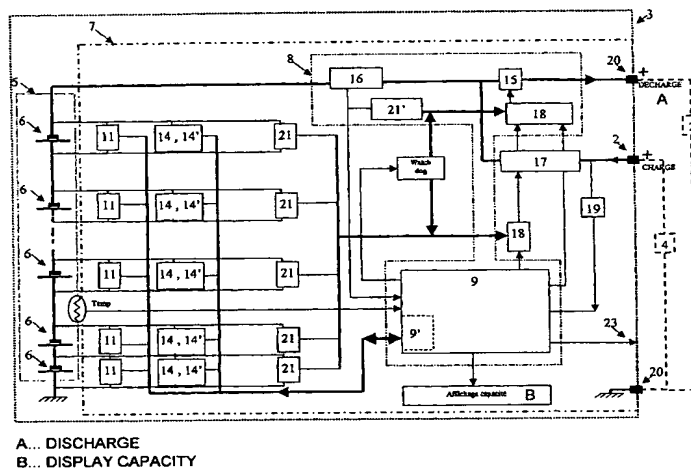 7
3
8
5
16
15
20
+
DECHARGE
A
6
11
14 , 14'
21
21'
18
2
+
CHARGE
17
Watch dog
19
6
11
14 , 14'
21
18
4
6
11
14 , 14'
21
9
Temp
9'
23
6
11
14 , 14'
21
6
11
14 , 14'
21
20
Affichage capacité
B
A... DISCHARGE
B... DISPLAY CAPACITY